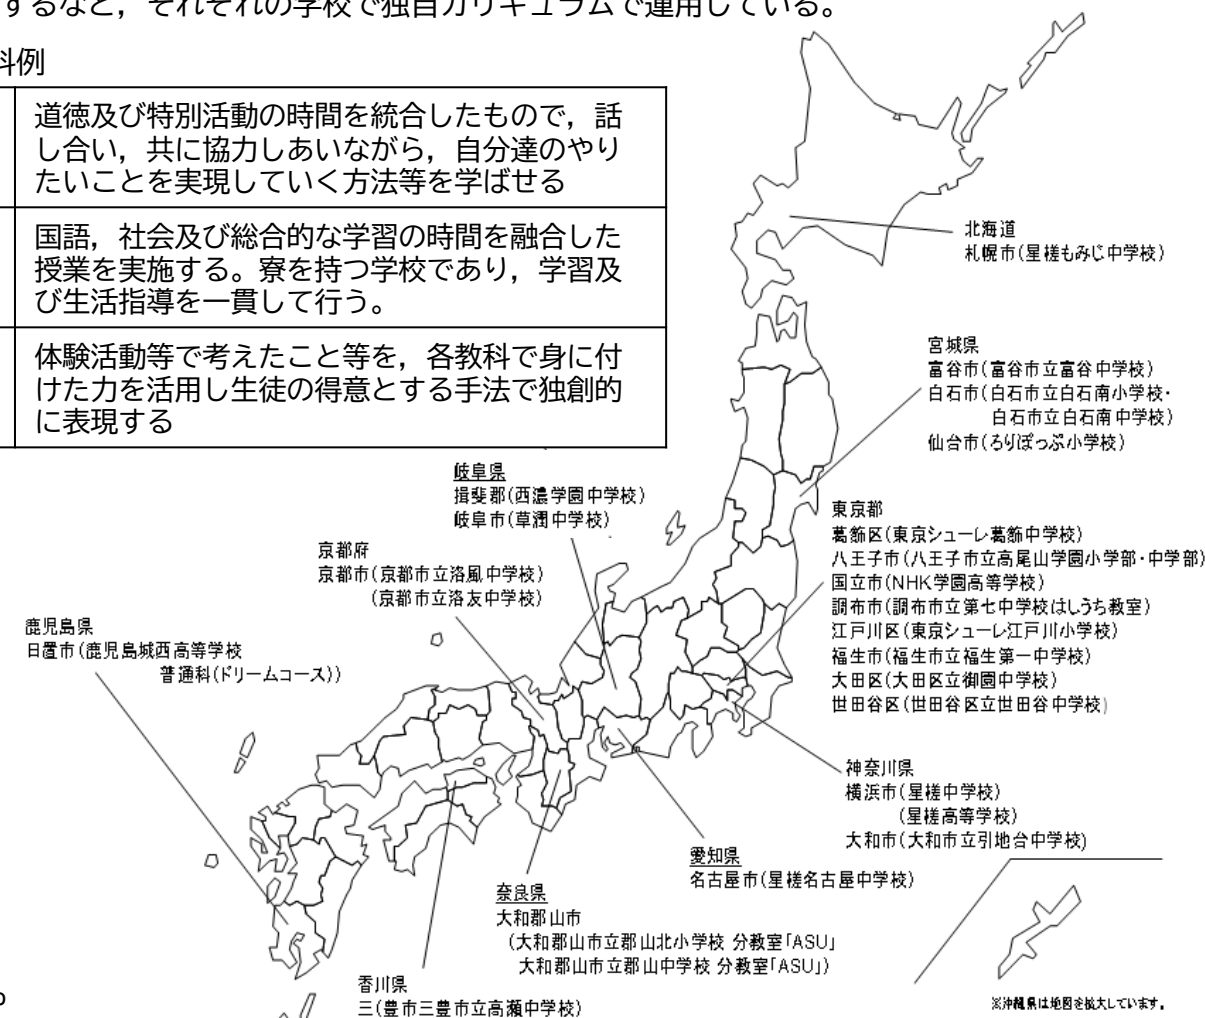 するなど，それぞれの学校で独自カリキュラムで運用している。
科例
道徳及び特別活動の時間を統合したもので，話
し合い，共に協力しあいながら，自分達のやり
たいことを実現していく方法等を学ばせる
国語，社会及び総合的な学習の時間を融合した
授業を実施する。寮を持つ学校であり，学習及
び生活指導を一貫して行う。
体験活動等で考えたこと等を，各教科で身に付
けた力を活用し生徒の得意とする手法で独創的
に表現する
北海道
札幌市(星槎もみじ中学校)
宮城県
富谷市(富谷市立富谷中学校)
白石市(白石市立白石南小学校・
白石市立白石南中学校)
仙台市(ろりぽっぷ小学校)
岐阜県
揖斐郡(西濃学園中学校)
岐阜市(草潤中学校)
東京都
葛飾区(東京シューレ葛飾中学校)
八王子市(八王子市立高尾山学園小学部・中学部)
国立市(NHK学園高等学校)
調布市(調布市立第七中学校はしうち教室)
江戸川区(東京シューレ江戸川小学校)
福生市(福生市立福生第一中学校)
大田区(大田区立御園中学校)
世田谷区(世田谷区立世田谷中学校)
京都府
京都市(京都市立洛風中学校)
(京都市立洛友中学校)
鹿児島県
日置市(鹿児島城西高等学校
普通科(ドリームコース))
神奈川県
横浜市(星槎中学校)
(星槎高等学校)
大和市(大和市立引地台中学校)
愛知県
名古屋市(星槎名古屋中学校)
奈良県
大和郡山市
(大和郡山市立郡山北小学校 分教室「ASU」
大和郡山市立郡山中学校 分教室「ASU」)
香川県
三(豊市三豊市立高瀬中学校)
※沖縄県は地図を拡大しています。